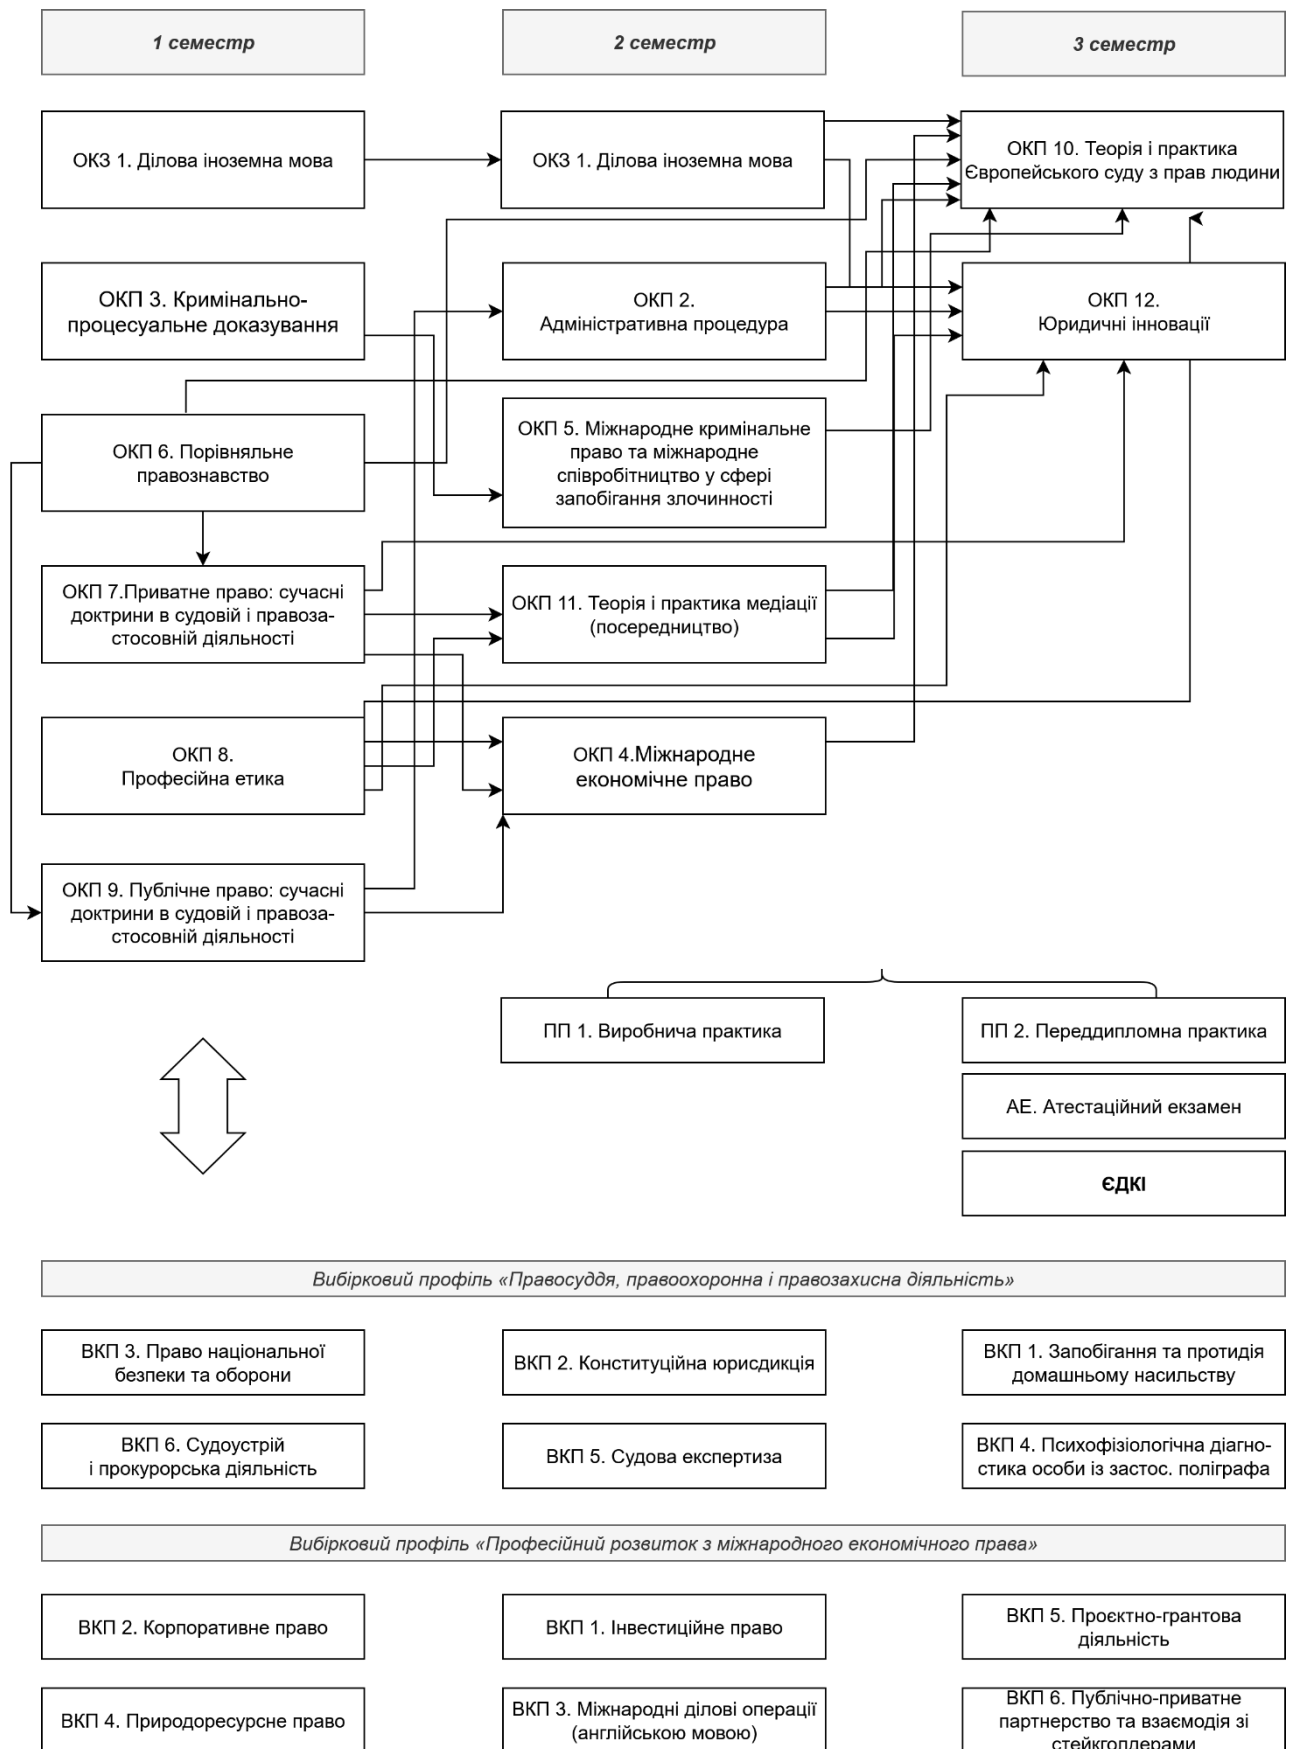 1 семестр
2 семестр
3 семестр
ОКЗ 1. Ділова іноземна мова
ОКЗ 1. Ділова іноземна мова
ОКП 10. Теорія і практика
Європейського суду з прав людини
ОКП 3. Кримінально-
процесуальне доказування
ОКП 2.
Адміністративна процедура
ОКП 12.
Юридичні інновації
ОКП 6. Порівняльне
правознавство
ОКП 5. Міжнародне кримінальне
право та міжнародне
співробітництво у сфері
запобігання злочинності
ОКП 7.Приватне право: сучасні
доктрини в судовій і правоза-
стосовній діяльності
ОКП 11. Теорія і практика медіації
(посередництво)
ОКП 8.
Професійна етика
ОКП 4.Міжнародне
економічне право
ОКП 9. Публічне право: сучасні
доктрини в судовій і правоза-
стосовній діяльності
ПП 1. Виробнича практика
ПП 2. Переддипломна практика
АЕ. Атестаційний екзамен
ЄДКІ
Вибірковий профіль «Правосуддя, правоохоронна і правозахисна діяльність»
ВКП 3. Право національної
безпеки та оборони
ВКП 2. Конституційна юрисдикція
ВКП 1. Запобігання та протидія
домашньому насильству
ВКП 6. Судоустрій
і прокурорська діяльність
ВКП 5. Судова експертиза
ВКП 4. Психофізіологічна діагно-
стика особи із застос. поліграфа
Вибірковий профіль «Професійний розвиток з міжнародного економічного права»
ВКП 2. Корпоративне право
ВКП 1. Інвестиційне право
ВКП 5. Проєктно-грантова
діяльність
ВКП 4. Природоресурсне право
ВКП 3. Міжнародні ділові операції
(англійською мовою)
ВКП 6. Публічно-приватне
партнерство та взаємодія зі
стейкголдерами